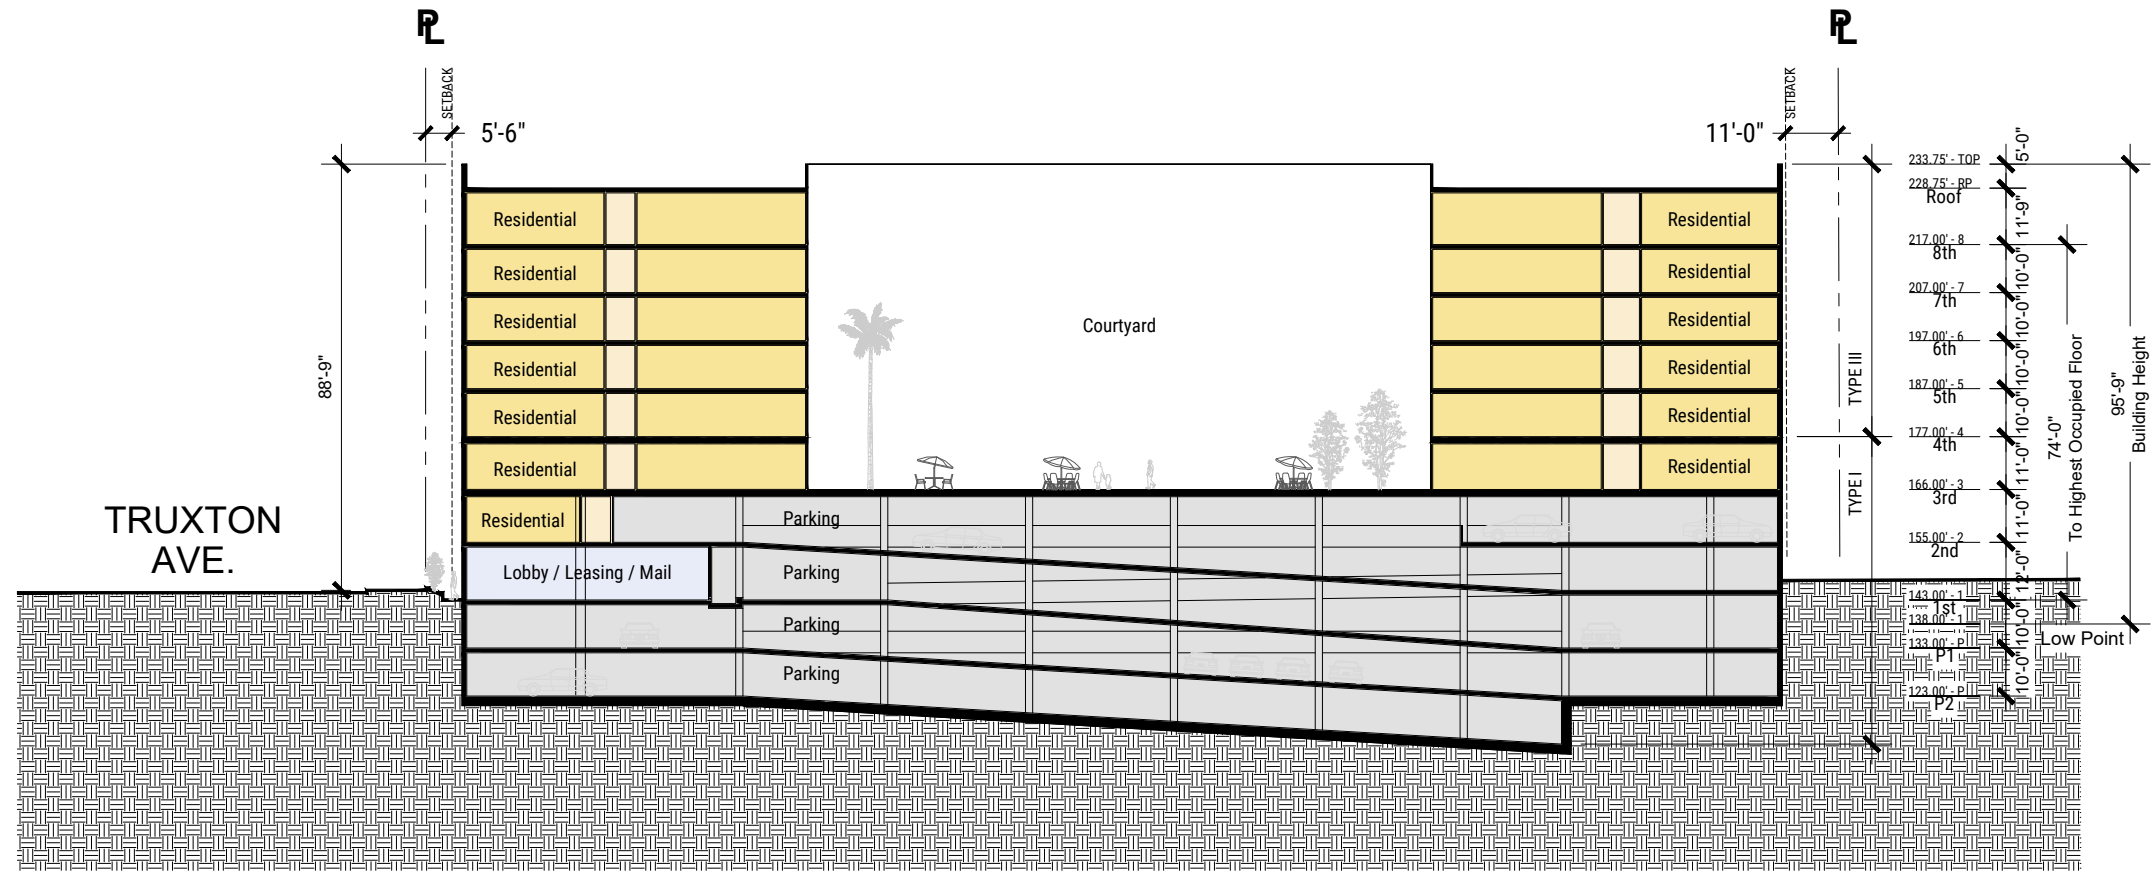 PL
PL
SETBACK
SETBACK
5'-6"
11'-0"
88'-9"
TRUXTON
AVE.
Residential
Residential
Residential
Residential
Residential
Residential
Residential
Residential
Residential
Residential
Residential
Residential
Courtyard
Residential
Parking
Lobby / Leasing / Mail
Parking
Parking
Parking
TYPE III
TYPE I
233.75' - TOP
5'-0"
228.75' - RP
Roof
11'-9"
217.00' - 8
8th
10'-0"
207.00' - 7
7th
10'-0"
197.00' - 6
6th
10'-0"
187.00' - 5
5th
10'-0"
177.00' - 4
4th
11'-0"
166.00' - 3
3rd
11'-0"
155.00' - 2
2nd
12'-0"
143.00' - 1
1st
138.00' - 1
10'-0"
133.00' - P
P1
10'-0"
123.00' - P
P2
74'-0"
To Highest Occupied Floor
95'-9"
Building Height
Low Point